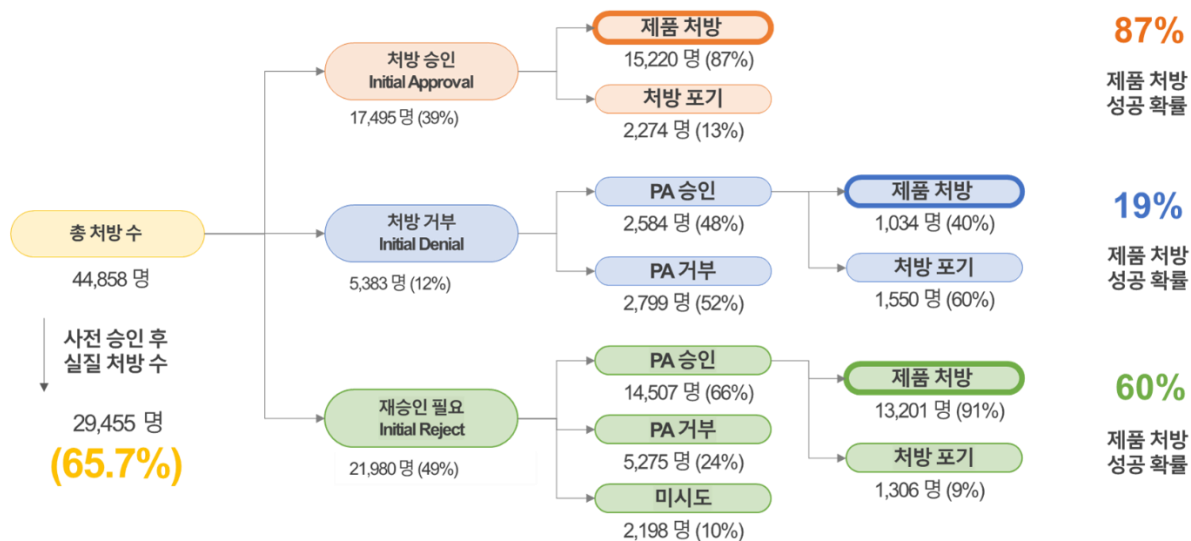 총 처방 수
44,858 명
사전 승인 후
실질 처방 수
29,455 명
(65.7%)
처방 승인
Initial Approval
17,495 명 (39%)
제품 처방
15,220 명 (87%)
처방 포기
2,274 명 (13%)
87%
제품 처방
성공 확률
처방 거부
Initial Denial
5,383 명 (12%)
PA 승인
2,584 명 (48%)
PA 거부
2,799 명 (52%)
제품 처방
1,034 명 (40%)
처방 포기
1,550 명 (60%)
19%
제품 처방
성공 확률
재승인 필요
Initial Reject
21,980 명 (49%)
PA 승인
14,507 명 (66%)
PA 거부
5,275 명 (24%)
미시도
2,198 명 (10%)
제품 처방
13,201 명 (91%)
처방 포기
1,306 명 (9%)
60%
제품 처방
성공 확률